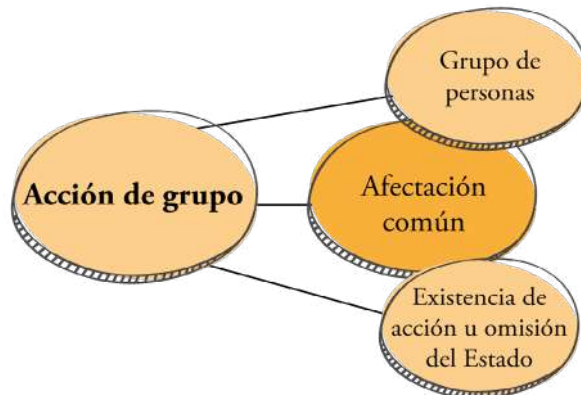 Acción de grupo
Grupo de
personas
Afectación
común
Existencia de
acción u omisión
del Estado